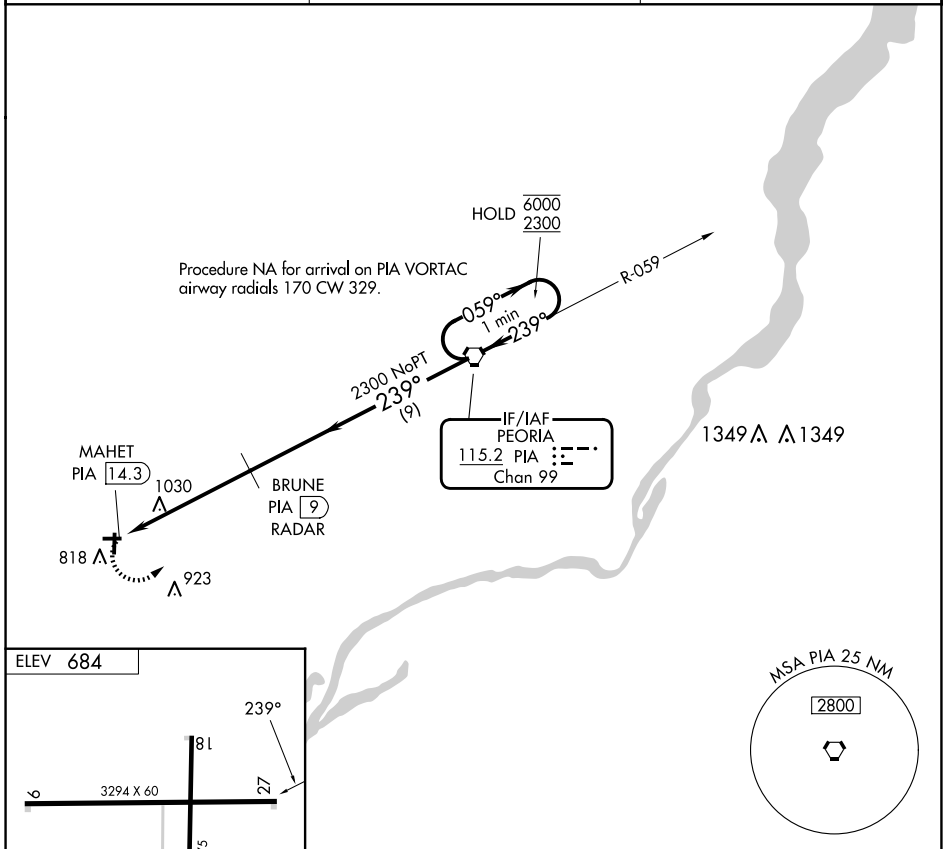 HOLD 6000
2300
Procedure NA for arrival on PIA VORTAC
airway radials 170 CW 329.
R-059
059°
1 min
239°
2300 NoPT
239°
(9)
IF/IAF
PEORIA
115.2 PIA
Chan 99
1349 1349
MAHET
PIA 14.3
1030
BRUNE
PIA 9
RADAR
818
923
ELEV 684
239°
18
27
3294 X 60
MSA PIA 25 NM
2800